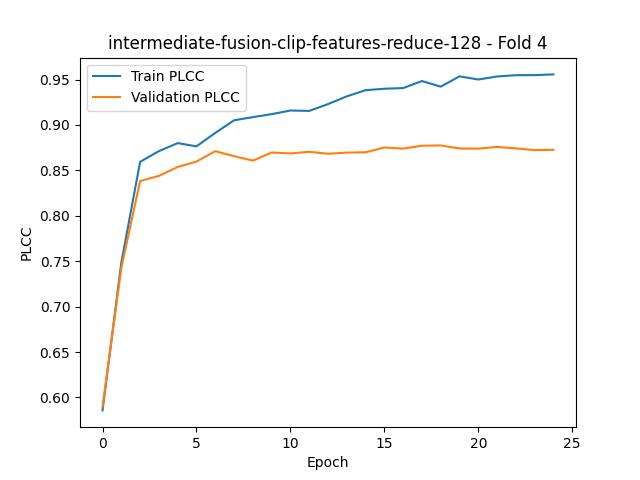 intermediate-fusion-clip-features-reduce-128 - Fold 4
Train PLCC
Validation PLCC
PLCC
0.95
0.90
0.85
0.80
0.75
0.70
0.65
0.60
0 5 10 15 20 25
Epoch